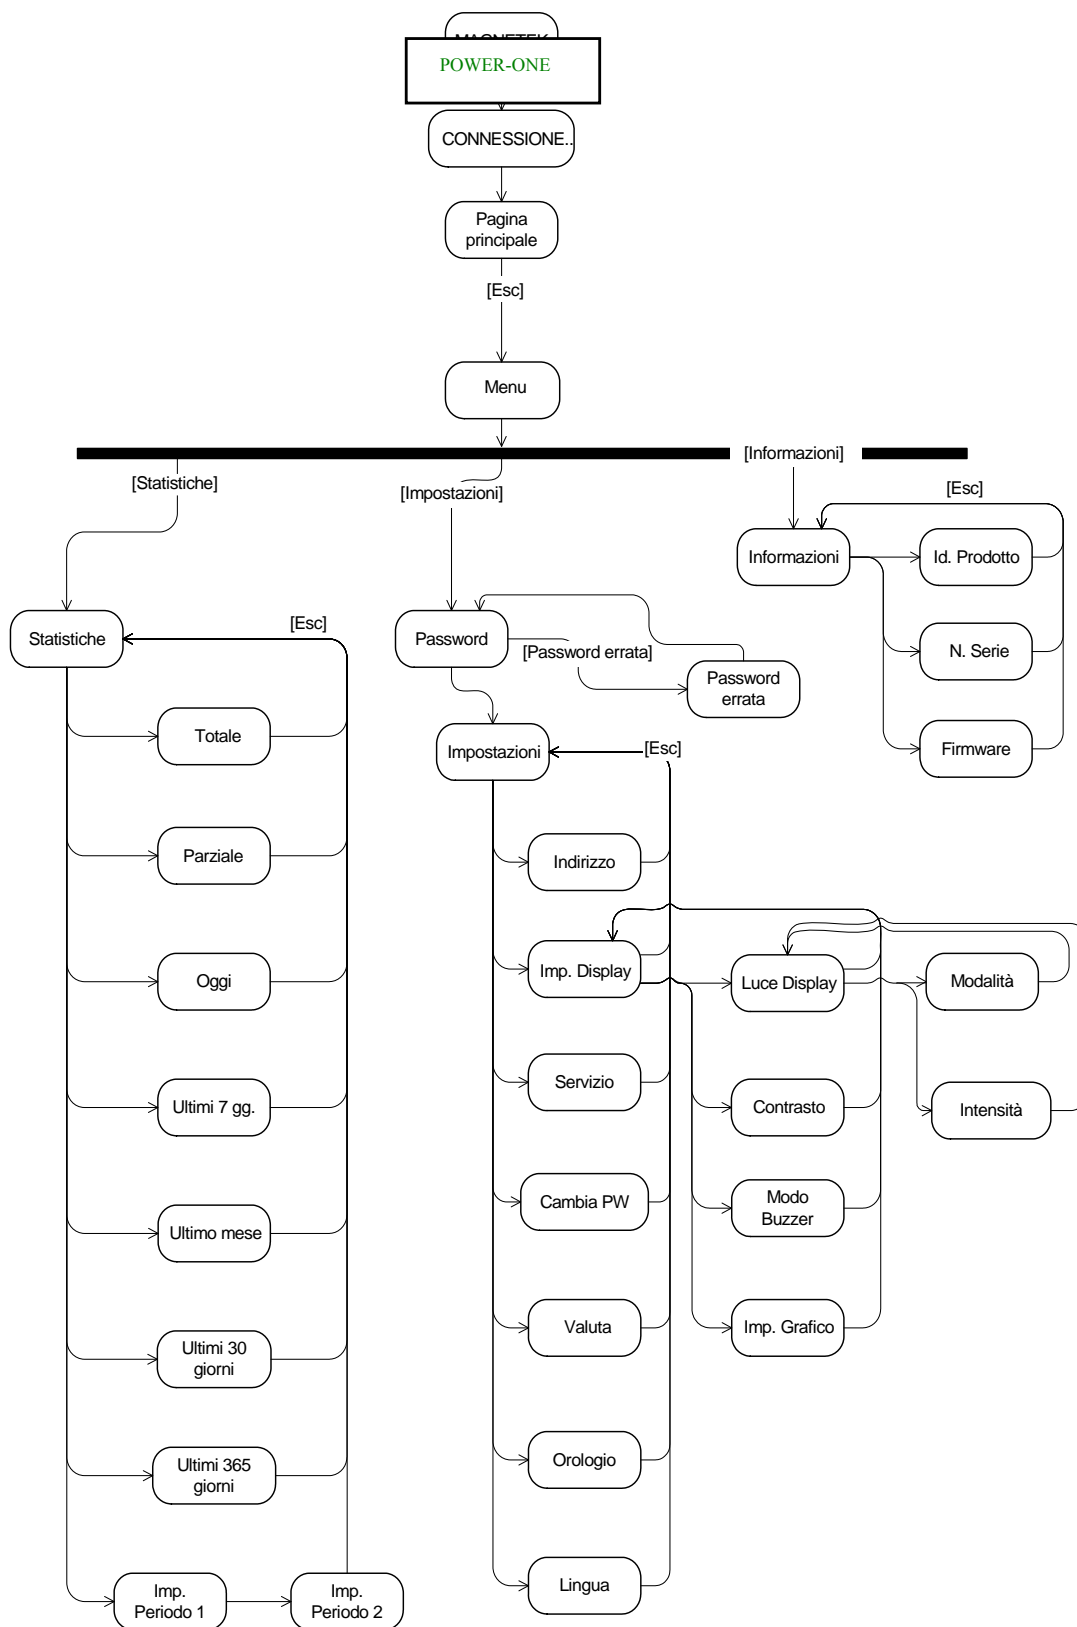 MAGNETEK
POWER-ONE
CONNESSIONE..
Pagina
principale
[Esc]
Menu
[Statistiche]
[Impostazioni]
[Informazioni]
[Esc]
Informazioni
Id. Prodotto
N. Serie
Firmware
Statistiche
[Esc]
Password
[Password errata]
Password
errata
Totale
Parziale
Oggi
Ultimi 7 gg.
Ultimo mese
Ultimi 30
giorni
Ultimi 365
giorni
Imp.
Periodo 1
Imp.
Periodo 2
Impostazioni
[Esc]
Indirizzo
Imp. Display
Servizio
Cambia PW
Valuta
Orologio
Lingua
Luce Display
Contrasto
Modo
Buzzer
Imp. Grafico
Modalità
Intensità